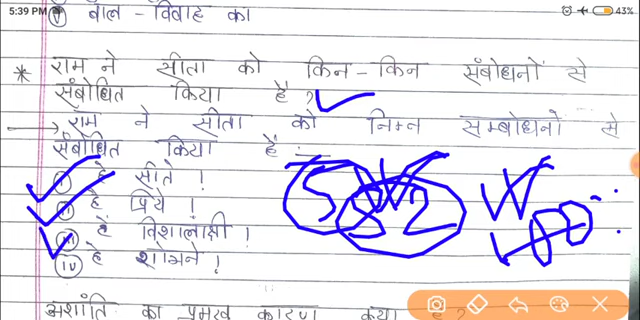 5:39 PM 43%
(V) बाल - विवाह का
* राम ने सीता को किन - किन संबोधनों से
संबोधित किया है ?
→ राम ने सीता को निम्न सम्बोधनो से
संबोधित किया है :-
(i) हे सीते !
(ii) हे प्रिये !
(iii) हे विशालाक्षी !
(iv) हे शोभने !
अशांति का प्रमुख कारण क्या है ?